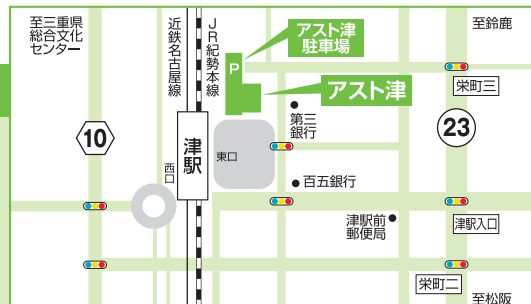 至三重県
総合文化
センター
近鉄名古屋線
JR紀勢本線
アスト津
駐車場
至鈴鹿
P
栄町三
アスト津
第三
銀行
10
23
津駅
東口
西口
百五銀行
津駅前
郵便局
津駅入口
栄町二
至松阪